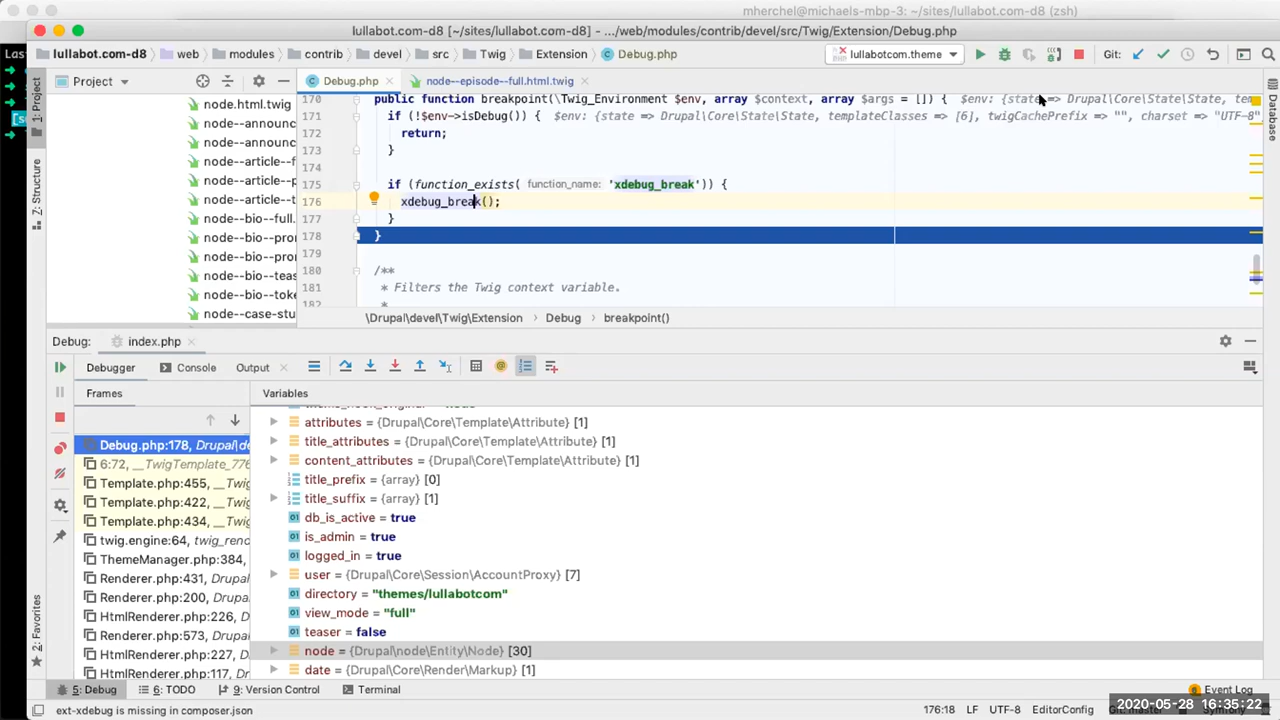 mherchel@michaels-mbp-3: ~/sites/lullabot.com-d8 (zsh)
lullabot.com-d8 [~/sites/lullabot.com-d8] - .../web/modules/contrib/devel/src/Twig/Extension/Debug.php
Las
lullabot.com-d8 web modules contrib devel src Twig Extension Debug.php lullabotcom.theme Git:
Project Debug.php node--episode--full.html.twig
1: Project
Z: Structure
2: Favorites
Database
node.html.twig
node--announc
node--announc
node--article--f
node--article--p
node--article--t
node--bio--full.
node--bio--pror
node--bio--pror
node--bio--teas
node--bio--toke
node--case-stu
170 public function breakpoint(\Twig_Environment $env, array $context, array $args = []) { $env: {state => Drupal\Core\State\State, tem
171 if (!$env->isDebug()) { $env: {state => Drupal\Core\State\State, templateClasses => [6], twigCachePrefix => "", charset => "UTF-8"
172 return;
173 }
174
175 if (function_exists( function_name: 'xdebug_break')) {
176 xdebug_break();
177 }
178 }
179
180 /**
181 * Filters the Twig context variable.
182 *
\Drupal\devel\Twig\Extension Debug breakpoint()
Debug: index.php
Debugger Console Output
Frames Variables
Debug.php:178, Drupal\de
6:72, __TwigTemplate_776
Template.php:455, __Twig
Template.php:422, __Twig
Template.php:434, __Twig
twig.engine:64, twig_rend
ThemeManager.php:384,
Renderer.php:431, Drupal
Renderer.php:200, Drupal
HtmlRenderer.php:226, D
Renderer.php:573, Drupal
HtmlRenderer.php:227, D
HtmlRenderer.php:117, D
attributes = {Drupal\Core\Template\Attribute} [1]
title_attributes = {Drupal\Core\Template\Attribute} [1]
content_attributes = {Drupal\Core\Template\Attribute} [1]
title_prefix = {array} [0]
title_suffix = {array} [1]
db_is_active = true
is_admin = true
logged_in = true
user = {Drupal\Core\Session\AccountProxy} [7]
directory = "themes/lullabotcom"
view_mode = "full"
teaser = false
node = {Drupal\node\Entity\Node} [30]
date = {Drupal\Core\Render\Markup} [1]
5: Debug 6: TODO 9: Version Control Terminal Event Log
ext-xdebug is missing in composer.json 176:18 LF UTF-8 EditorConfig
2020-05-28 16:35:22